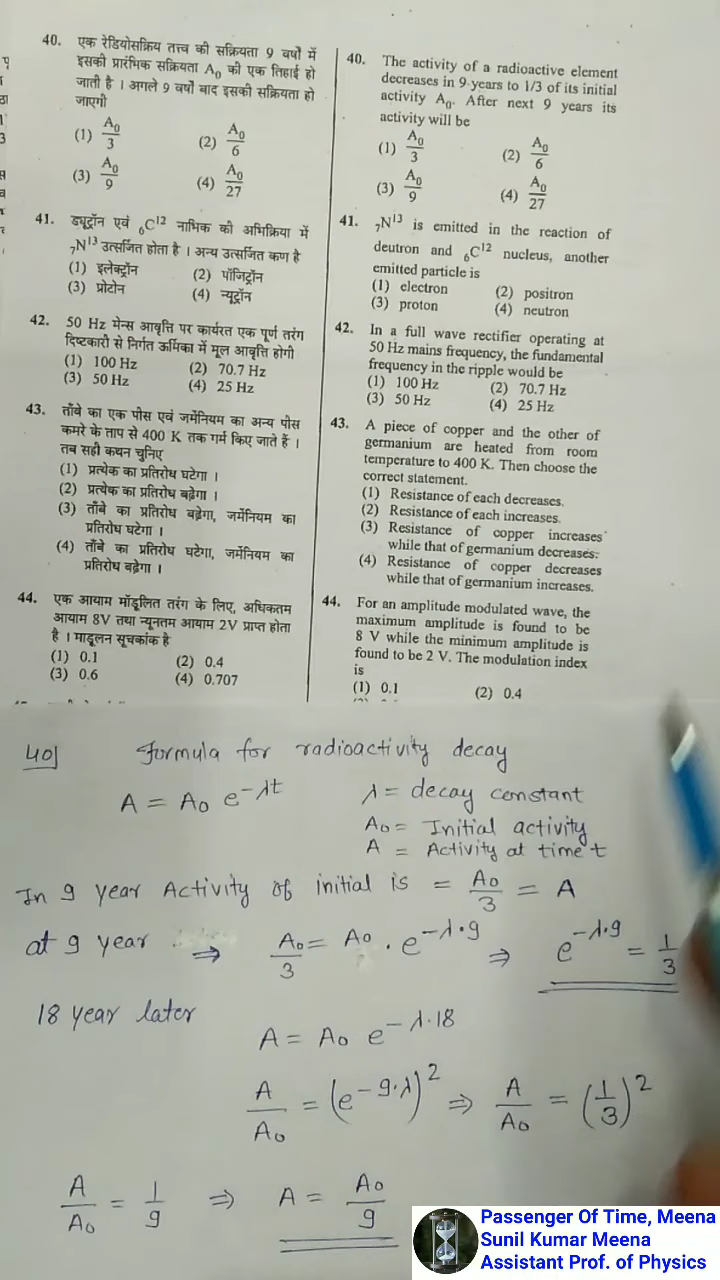 40. एक रेडियोसक्रिय तत्त्व की सक्रियता 9 वर्षों में
इसकी प्रारंभिक सक्रियता A₀ की एक तिहाई हो
जाती है । अगले 9 वर्षों बाद इसकी सक्रियता हो
जाएगी
(1) A₀/3 (2) A₀/6
(3) A₀/9 (4) A₀/27
41. ड्यूट्रॉन एवं ₆C¹² नाभिक की अभिक्रिया में
₇N¹³ उत्सर्जित होता है । अन्य उत्सर्जित कण है
(1) इलेक्ट्रॉन (2) पॉजिट्रॉन
(3) प्रोटोन (4) न्यूट्रॉन
42. 50 Hz मेन्स आवृत्ति पर कार्यरत एक पूर्ण तरंग
दिष्टकारी से निर्गत ऊर्मिका में मूल आवृत्ति होगी
(1) 100 Hz (2) 70.7 Hz
(3) 50 Hz (4) 25 Hz
43. ताँबे का एक पीस एवं जर्मेनियम का अन्य पीस
कमरे के ताप से 400 K तक गर्म किए जाते हैं ।
तब सही कथन चुनिए
(1) प्रत्येक का प्रतिरोध घटेगा ।
(2) प्रत्येक का प्रतिरोध बढ़ेगा ।
(3) ताँबे का प्रतिरोध बढ़ेगा, जर्मेनियम का
प्रतिरोध घटेगा ।
(4) ताँबे का प्रतिरोध घटेगा, जर्मेनियम का
प्रतिरोध बढ़ेगा ।
44. एक आयाम मॉडूलित तरंग के लिए, अधिकतम
आयाम 8V तथा न्यूनतम आयाम 2V प्राप्त होता
है । माडूलन सूचकांक है
(1) 0.1 (2) 0.4
(3) 0.6 (4) 0.707
40. The activity of a radioactive element
decreases in 9 years to 1/3 of its initial
activity A₀. After next 9 years its
activity will be
(1) A₀/3 (2) A₀/6
(3) A₀/9 (4) A₀/27
41. ₇N¹³ is emitted in the reaction of
deutron and ₆C¹² nucleus, another
emitted particle is
(1) electron (2) positron
(3) proton (4) neutron
42. In a full wave rectifier operating at
50 Hz mains frequency, the fundamental
frequency in the ripple would be
(1) 100 Hz (2) 70.7 Hz
(3) 50 Hz (4) 25 Hz
43. A piece of copper and the other of
germanium are heated from room
temperature to 400 K. Then choose the
correct statement.
(1) Resistance of each decreases.
(2) Resistance of each increases.
(3) Resistance of copper increases
while that of germanium decreases.
(4) Resistance of copper decreases
while that of germanium increases.
44. For an amplitude modulated wave, the
maximum amplitude is found to be
8 V while the minimum amplitude is
found to be 2 V. The modulation index
is
(1) 0.1 (2) 0.4
40] Formula for radioactivity decay
A = A₀ e^(-λt) λ = decay constant
A₀ = Initial activity
A = Activity at time t
In 9 year Activity of initial is = A₀/3 = A
at 9 year ⇒ A₀/3 = A₀ . e^(-λ.9) ⇒ e^(-λ.9) = 1/3
18 year later
A = A₀ e^(-λ.18)
A/A₀ = (e^(-9.λ))² ⇒ A/A₀ = (1/3)²
A/A₀ = 1/9 ⇒ A = A₀/9
Passenger Of Time, Meena
Sunil Kumar Meena
Assistant Prof. of Physics